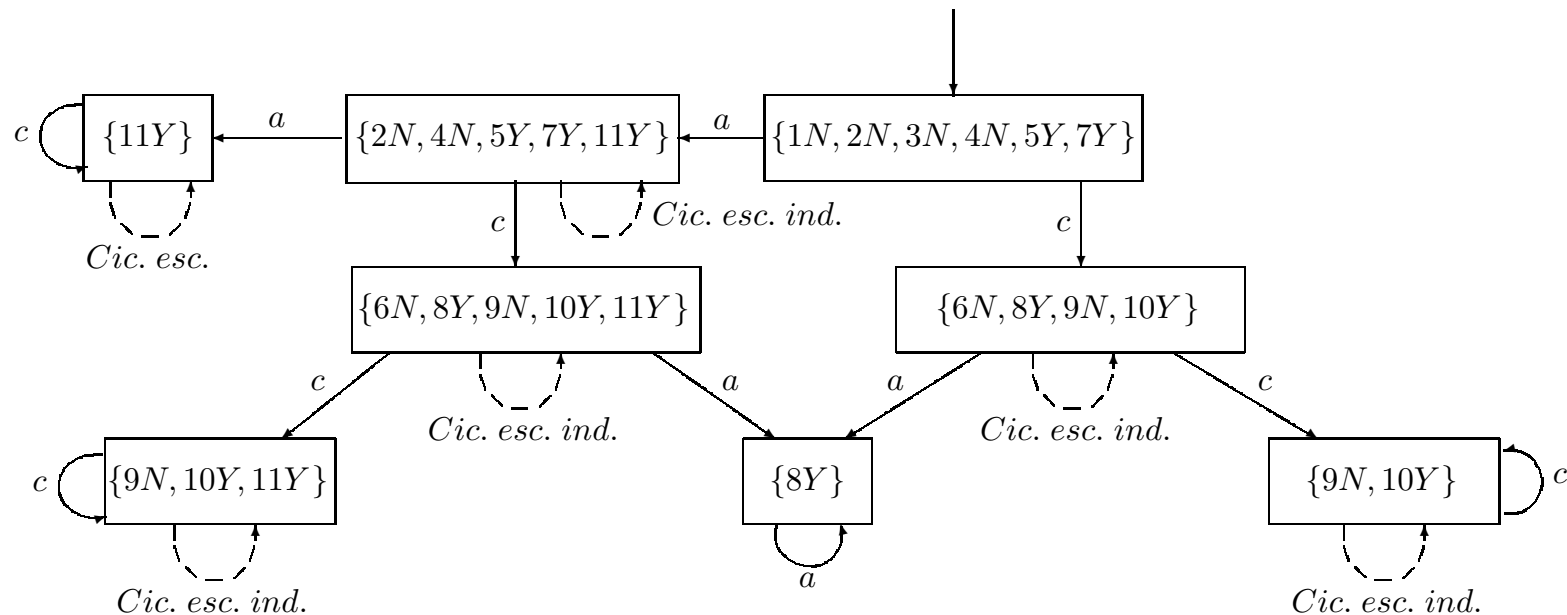 c {11Y} a {2N, 4N, 5Y, 7Y, 11Y} a {1N, 2N, 3N, 4N, 5Y, 7Y}
Cic. esc. c Cic. esc. ind. c
{6N, 8Y, 9N, 10Y, 11Y} {6N, 8Y, 9N, 10Y}
c a a c
Cic. esc. ind. Cic. esc. ind.
c {9N, 10Y, 11Y} {8Y} {9N, 10Y} c
Cic. esc. ind. a Cic. esc. ind.